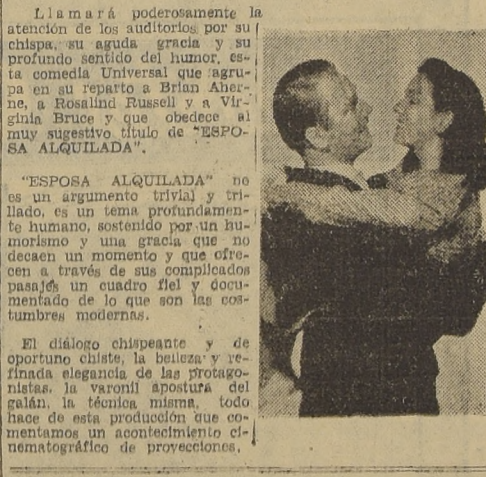 Llamará poderosamente la
atención de los auditorios por su
chispa, su aguda gracia y su
profundo sentido del humor, es-
ta comedia Universal que agru-
pa en su reparto a Brian Aher-
ne, a Rosalind Russell y a Vir-
ginia Bruce y que obedece al
muy sugestivo título de "ESPO-
SA ALQUILADA".
"ESPOSA ALQUILADA" no
es un argumento trivial y tri-
llado, es un tema profundamen-
te humano, sostenido por un hu-
morismo y una gracia que no
decaen un momento y que ofre-
cen a través de sus complicados
pasajes un cuadro fiel y docu-
mentado de lo que son las cos-
tumbres modernas.
El diálogo chispeante y de
oportuno chiste, la belleza y re-
finada elegancia de las protago-
nistas, la varonil apostura del
galán, la técnica misma, todo
hace de esta producción que co-
mentamos un acontecimiento ci-
nematográfico de proyecciones.